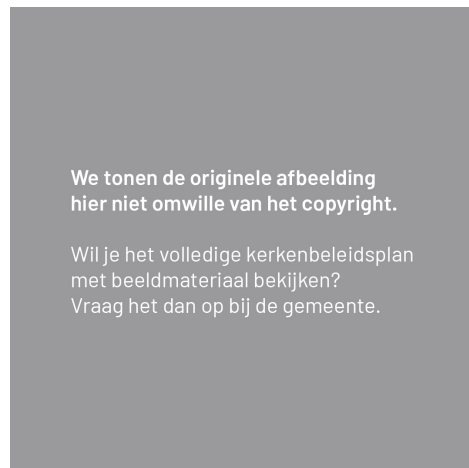 We tonen de originele afbeelding
hier niet omwille van het copyright.
Wil je het volledige kerkenbeleidsplan
met beeldmateriaal bekijken?
Vraag het dan op bij de gemeente.